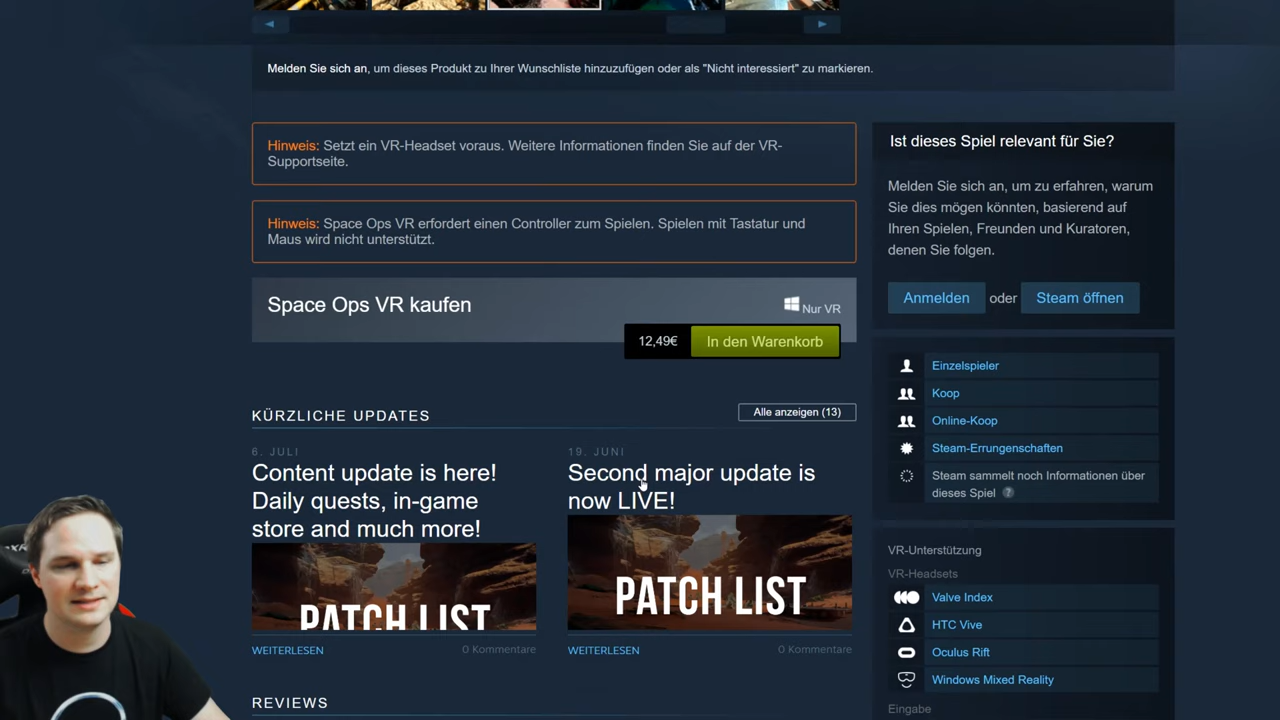 Melden Sie sich an, um dieses Produkt zu Ihrer Wunschliste hinzuzufügen oder als "Nicht interessiert" zu markieren.
Hinweis: Setzt ein VR-Headset voraus. Weitere Informationen finden Sie auf der VR-
Supportseite.
Hinweis: Space Ops VR erfordert einen Controller zum Spielen. Spielen mit Tastatur und
Maus wird nicht unterstützt.
Space Ops VR kaufen
Nur VR
12,49€
In den Warenkorb
KÜRZLICHE UPDATES
Alle anzeigen (13)
6. JULI
Content update is here!
Daily quests, in-game
store and much more!
PATCH LIST
WEITERLESEN
0 Kommentare
19. JUNI
Second major update is
now LIVE!
PATCH LIST
WEITERLESEN
0 Kommentare
REVIEWS
Ist dieses Spiel relevant für Sie?
Melden Sie sich an, um zu erfahren, warum
Sie dies mögen könnten, basierend auf
Ihren Spielen, Freunden und Kuratoren,
denen Sie folgen.
Anmelden oder Steam öffnen
Einzelspieler
Koop
Online-Koop
Steam-Errungenschaften
Steam sammelt noch Informationen über
dieses Spiel ?
VR-Unterstützung
VR-Headsets
Valve Index
HTC Vive
Oculus Rift
Windows Mixed Reality
Eingabe